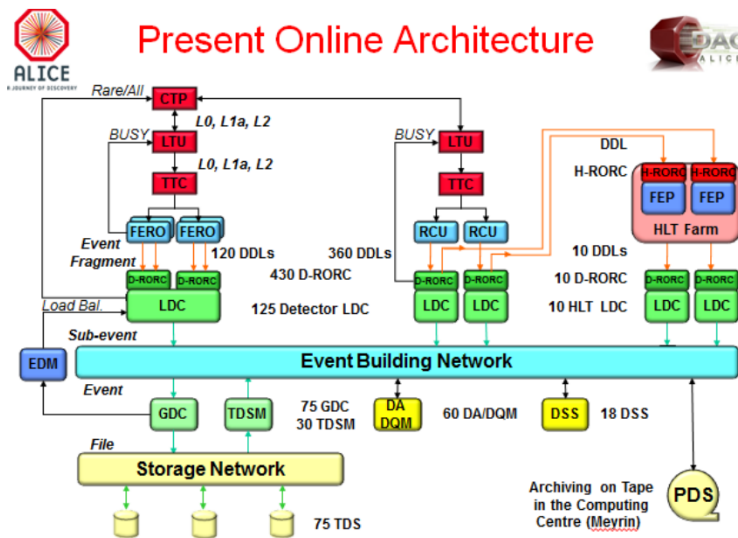 Present Online Architecture
ALICE
A JOURNEY OF DISCOVERY
DAQ
ALICE
Rare/All
CTP
L0, L1a, L2
BUSY
LTU
L0, L1a, L2
TTC
FERO
FERO
Event
Fragment
120 DDLs
D-RORC
D-RORC
LDC
Load Bal.
430 D-RORC
125 Detector LDC
BUSY
LTU
TTC
RCU
RCU
360 DDLs
D-RORC
D-RORC
LDC
LDC
DDL
H-RORC
H-RORC
H-RORC
FEP
FEP
HLT Farm
10 DDLs
10 D-RORC
D-RORC
D-RORC
10 HLT LDC
LDC
LDC
Sub-event
Event Building Network
EDM
Event
GDC
TDSM
75 GDC
30 TDSM
DA
DQM
60 DA/DQM
DSS
18 DSS
File
Storage Network
75 TDS
Archiving on Tape
in the Computing
Centre (Meyrin)
PDS